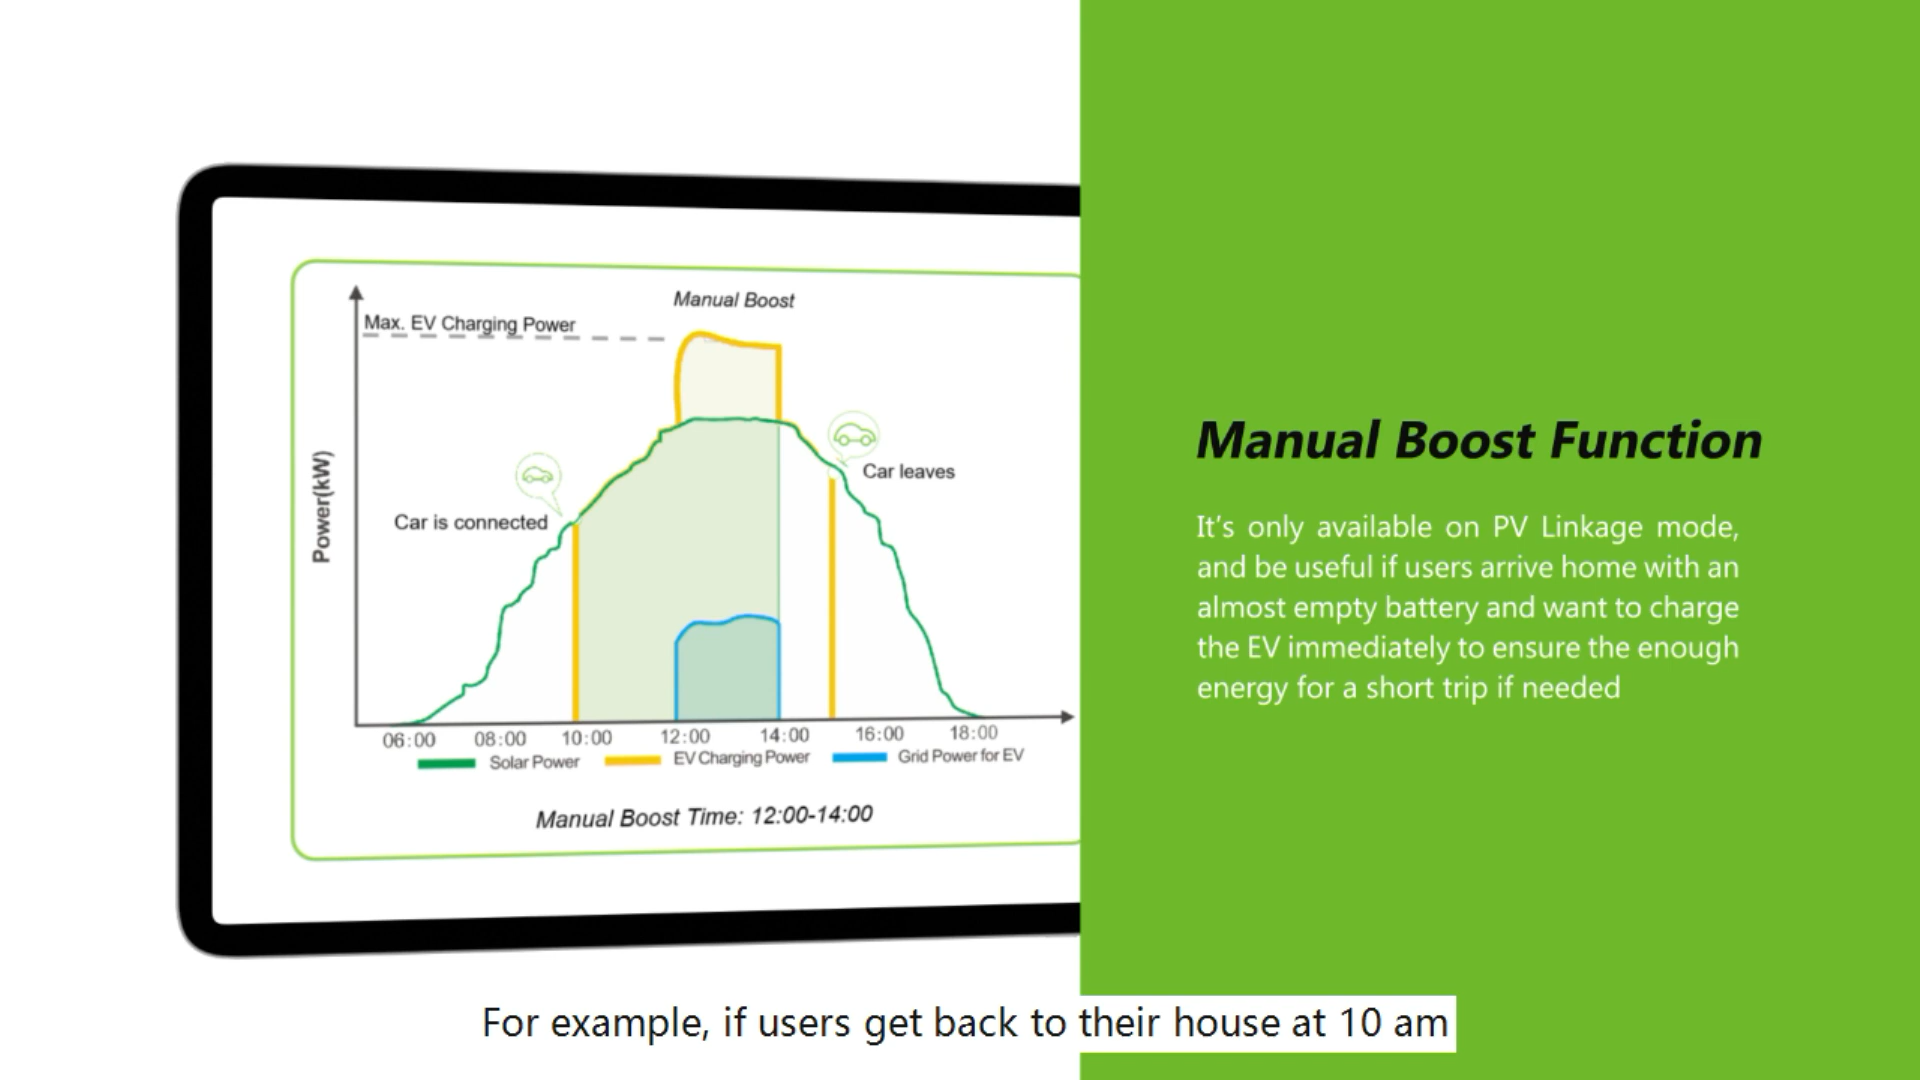 Manual Boost
Max. EV Charging Power
Car leaves
Car is connected
Power(kW)
06:00 08:00 10:00 12:00 14:00 16:00 18:00
Solar Power EV Charging Power Grid Power for EV
Manual Boost Time: 12:00-14:00
Manual Boost Function
It's only available on PV Linkage mode,
and be useful if users arrive home with an
almost empty battery and want to charge
the EV immediately to ensure the enough
energy for a short trip if needed
For example, if users get back to their house at 10 am